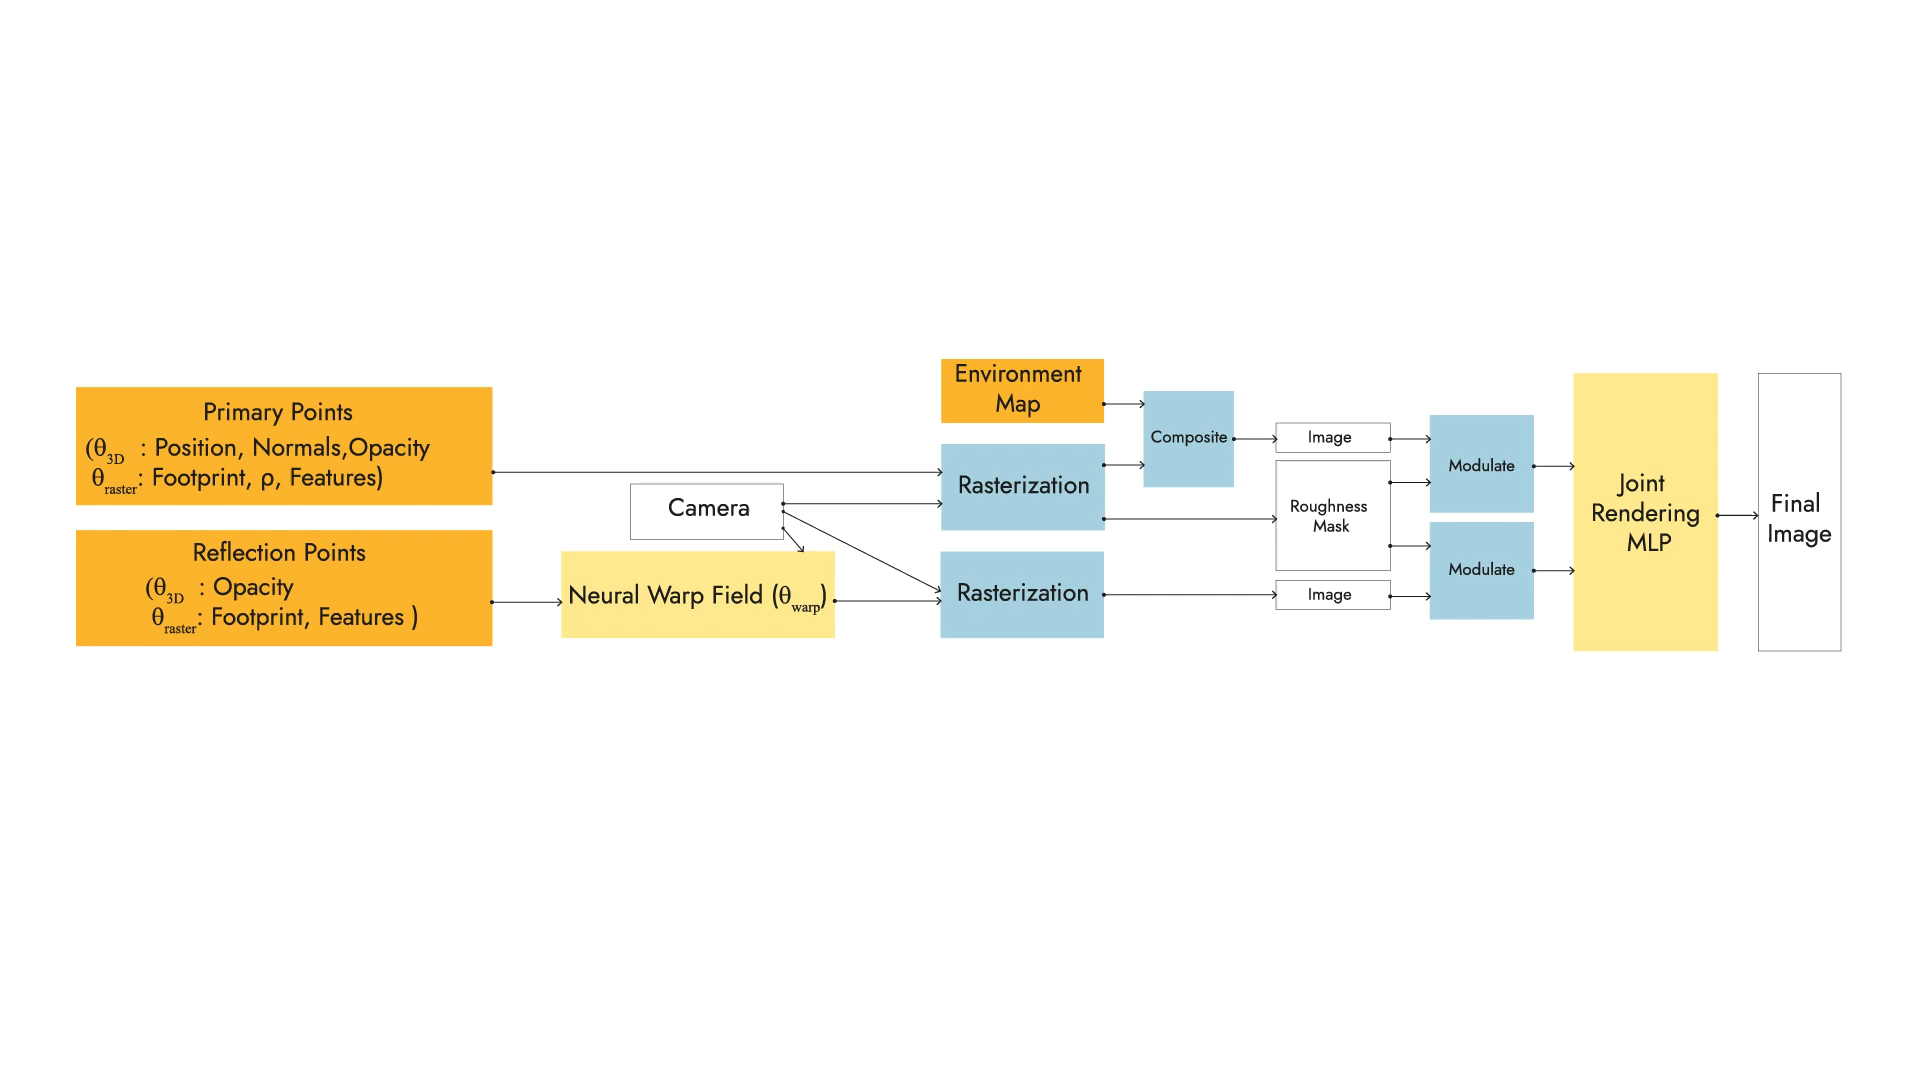 Primary Points
(θ3D : Position, Normals,Opacity
θraster: Footprint, ρ, Features)
Reflection Points
(θ3D : Opacity
θraster: Footprint, Features )
Camera
Neural Warp Field (θwarp)
Environment
Map
Rasterization
Rasterization
Composite
Image
Roughness
Mask
Image
Modulate
Modulate
Joint
Rendering
MLP
Final
Image